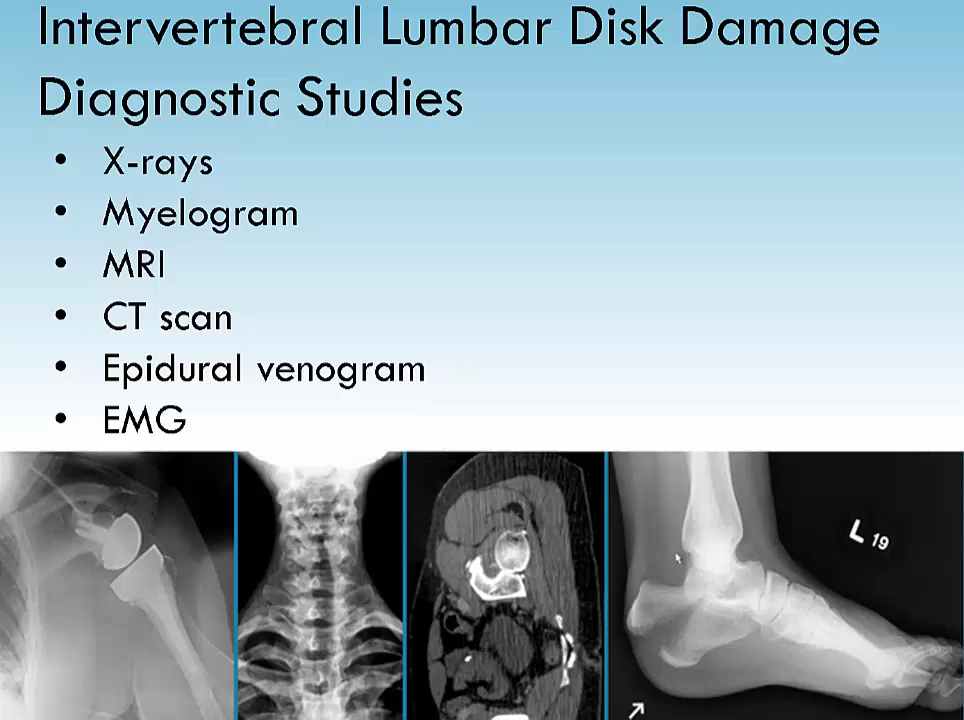 Intervertebral Lumbar Disk Damage
Diagnostic Studies
• X-rays
• Myelogram
• MRI
• CT scan
• Epidural venogram
• EMG
L 19